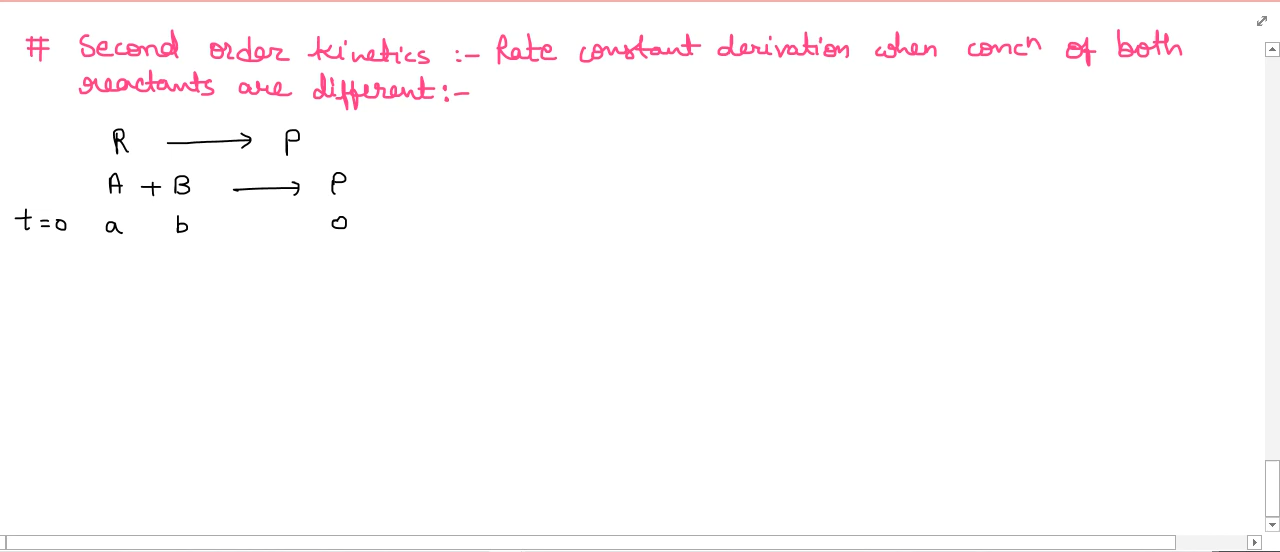 # Second order kinetics :- Rate constant derivation when concn of both
reactants are different :-
R ⟶ P
A + B ⟶ P
t=0 a b 0